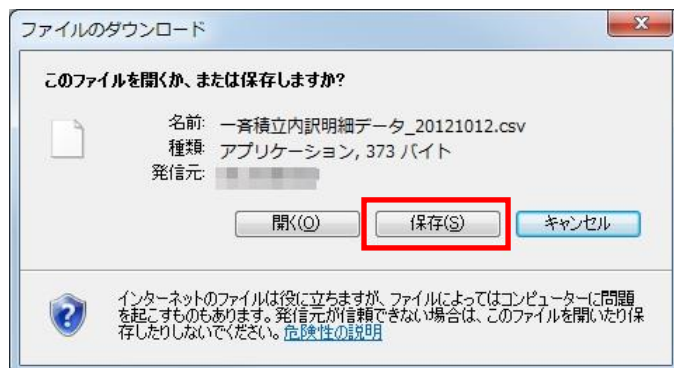 ファイルのダウンロード
このファイルを開くか、または保存しますか?
名前: 一斉積立内訳明細データ_20121012.csv
種類: アプリケーション, 373 バイト
発信元:
開く(O) 保存(S) キャンセル
インターネットのファイルは役に立ちますが、ファイルによってはコンピューターに問題
を起こすものもあります。発信元が信頼できない場合は、このファイルを開いたり保
存したりしないでください。危険性の説明